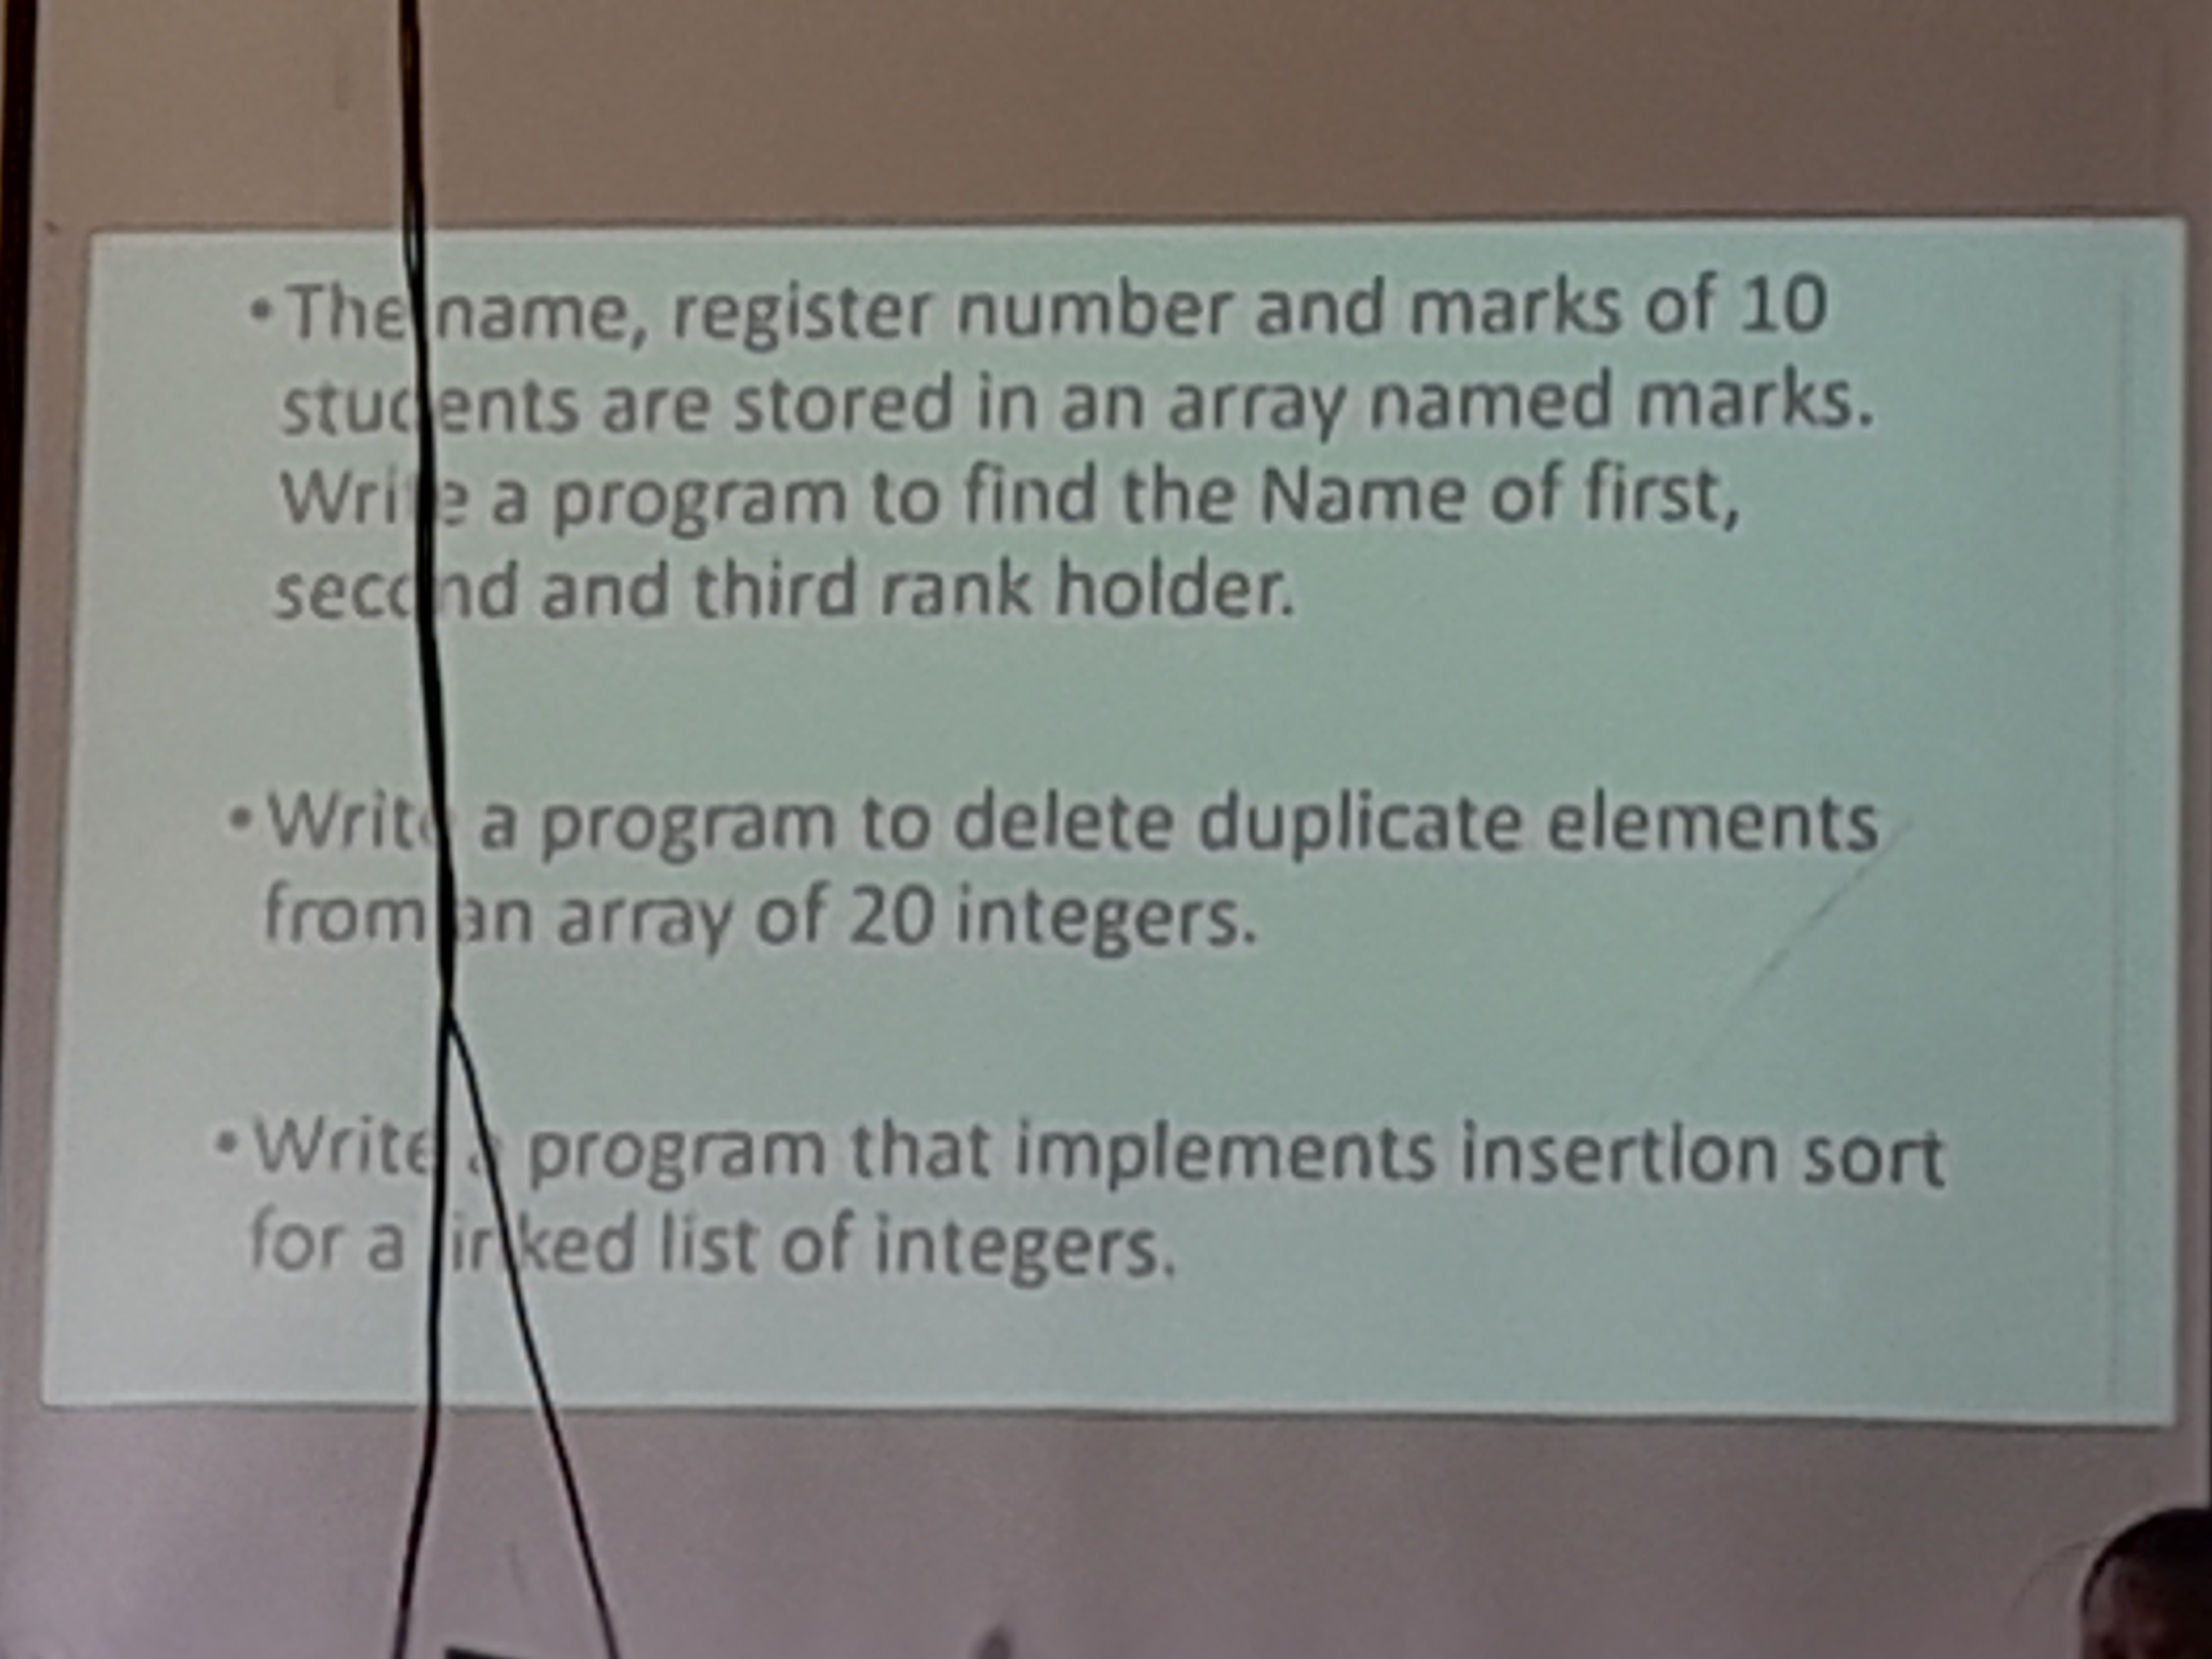 • The name, register number and marks of 10
students are stored in an array named marks.
Write a program to find the Name of first,
second and third rank holder.
• Write a program to delete duplicate elements
from an array of 20 integers.
• Write a program that implements insertion sort
for a linked list of integers.